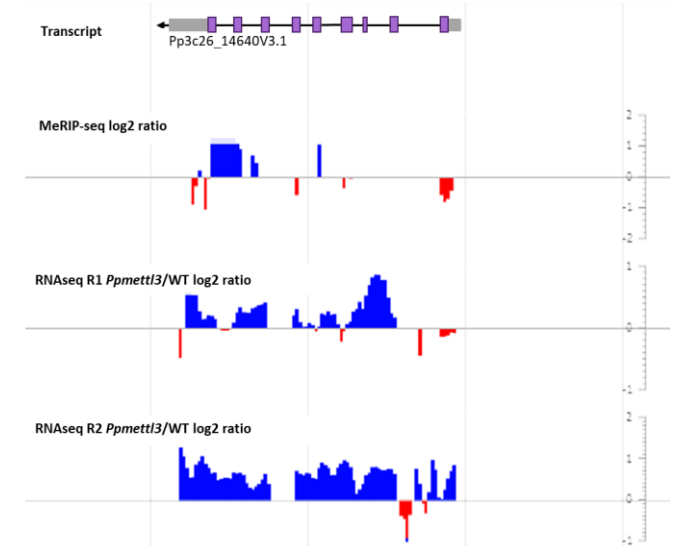 Transcript
Pp3c26_14640V3.1
MeRIP-seq log2 ratio
2
1
0
-1
-2
RNAseq R1 Ppmettl3/WT log2 ratio
1
0
-1
RNAseq R2 Ppmettl3/WT log2 ratio
2
1
0
-1